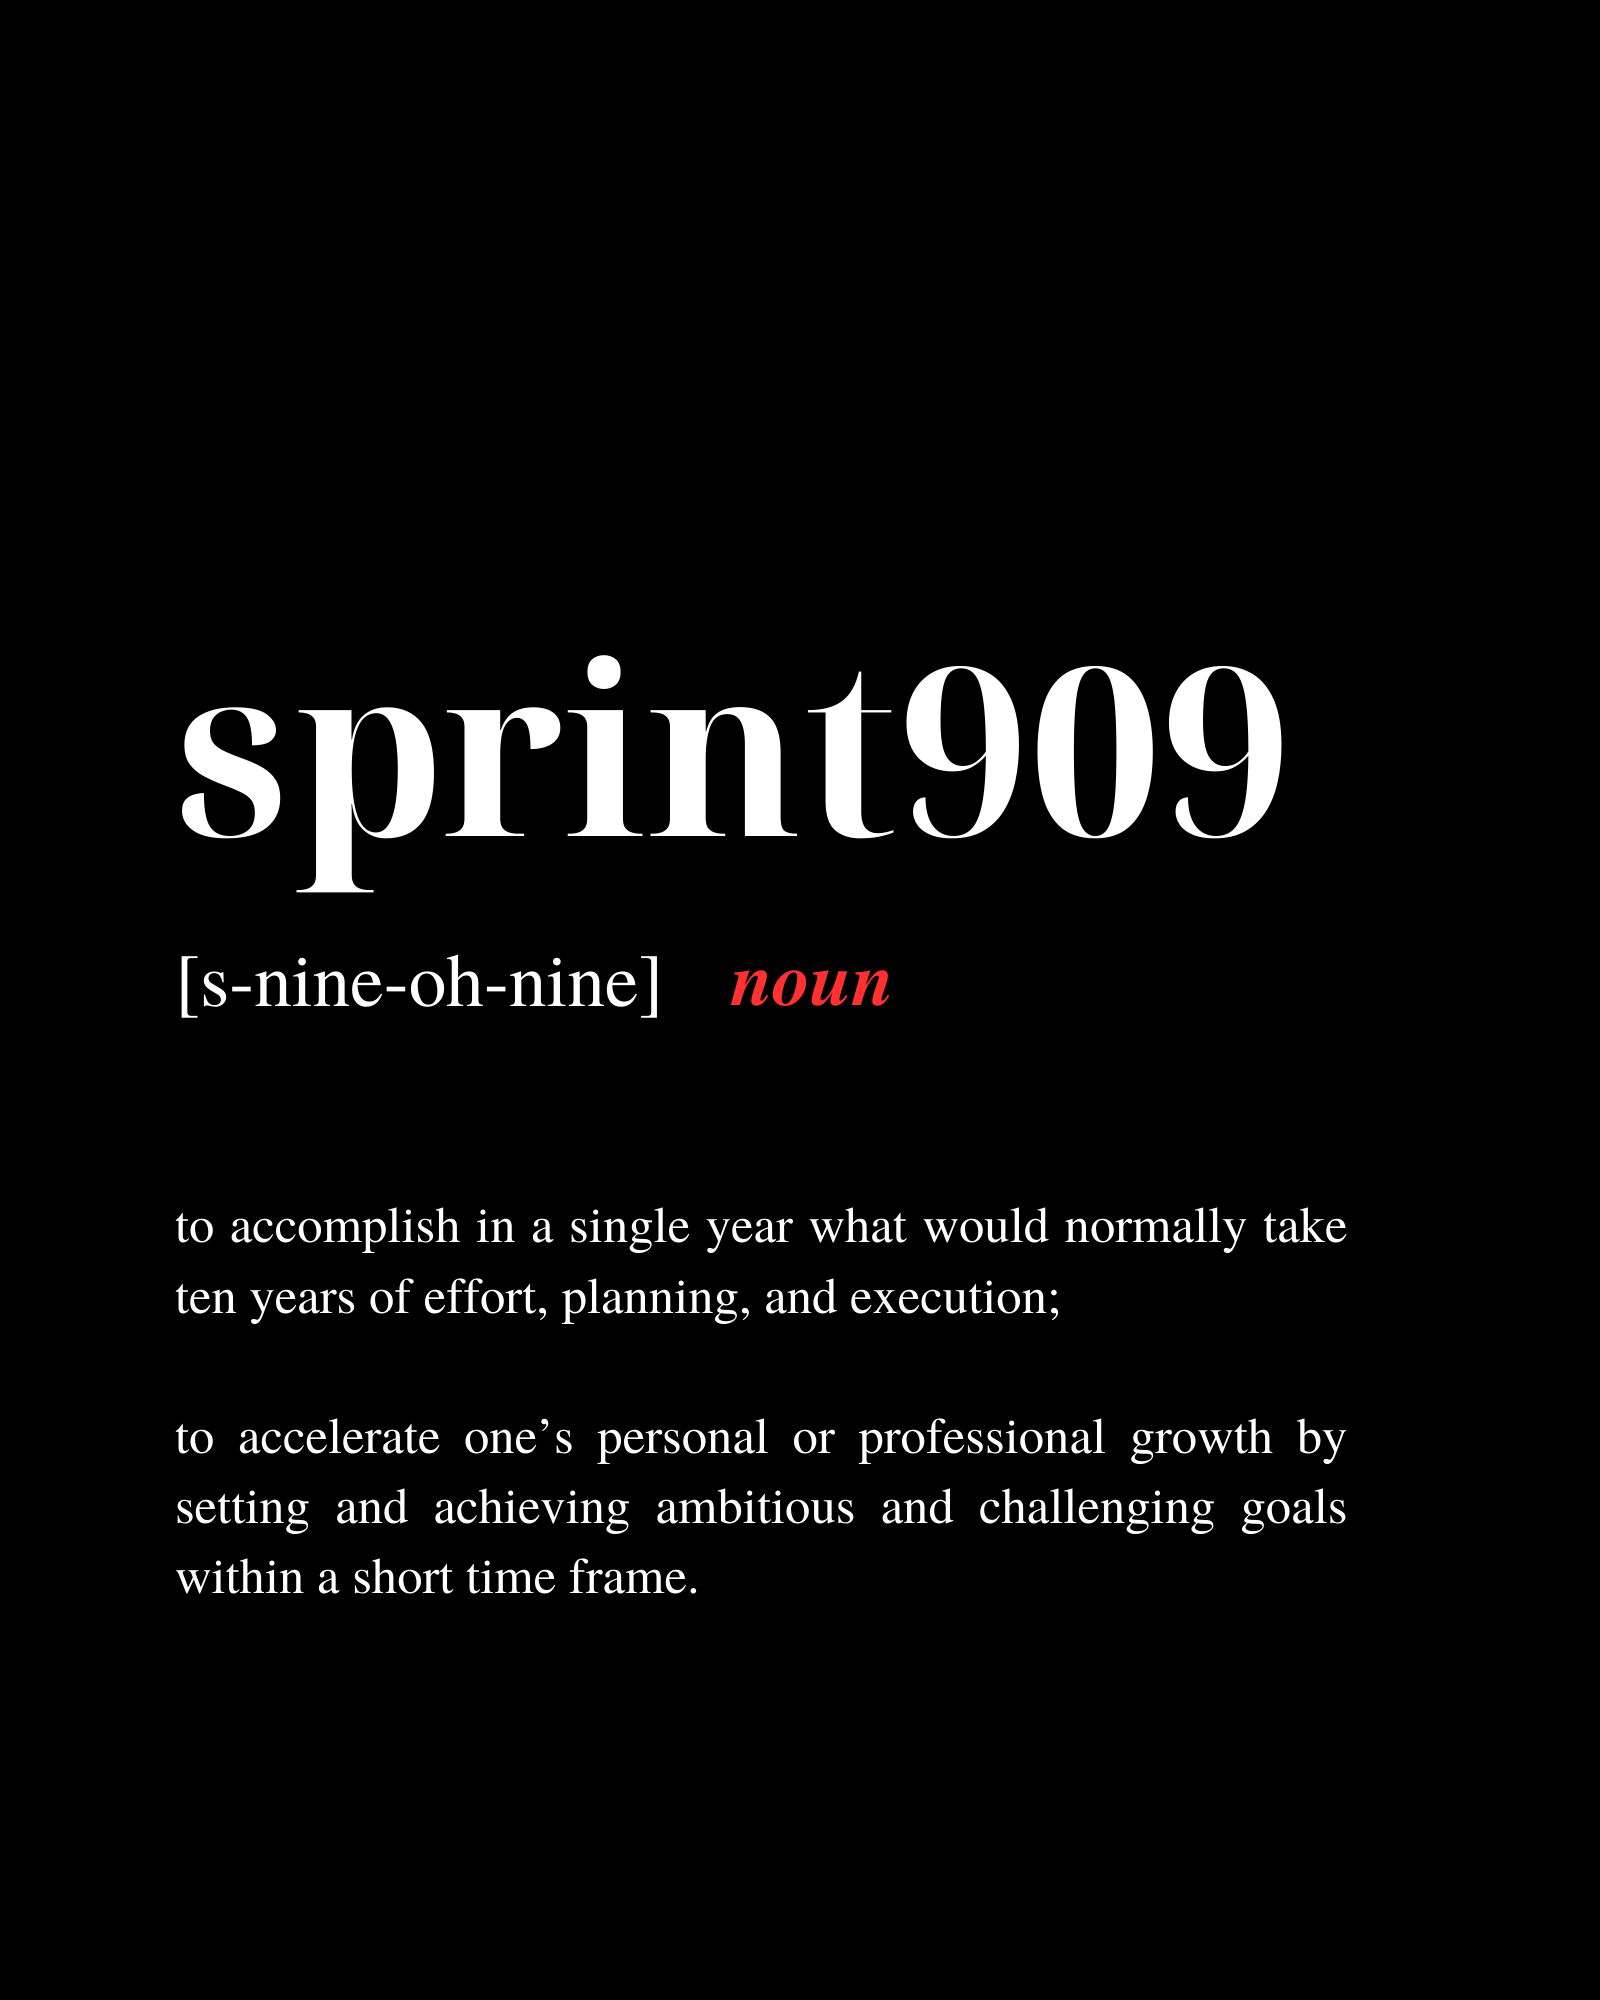 sprint909
[s-nine-oh-nine] noun
to accomplish in a single year what would normally take
ten years of effort, planning, and execution;
to accelerate one’s personal or professional growth by
setting and achieving ambitious and challenging goals
within a short time frame.